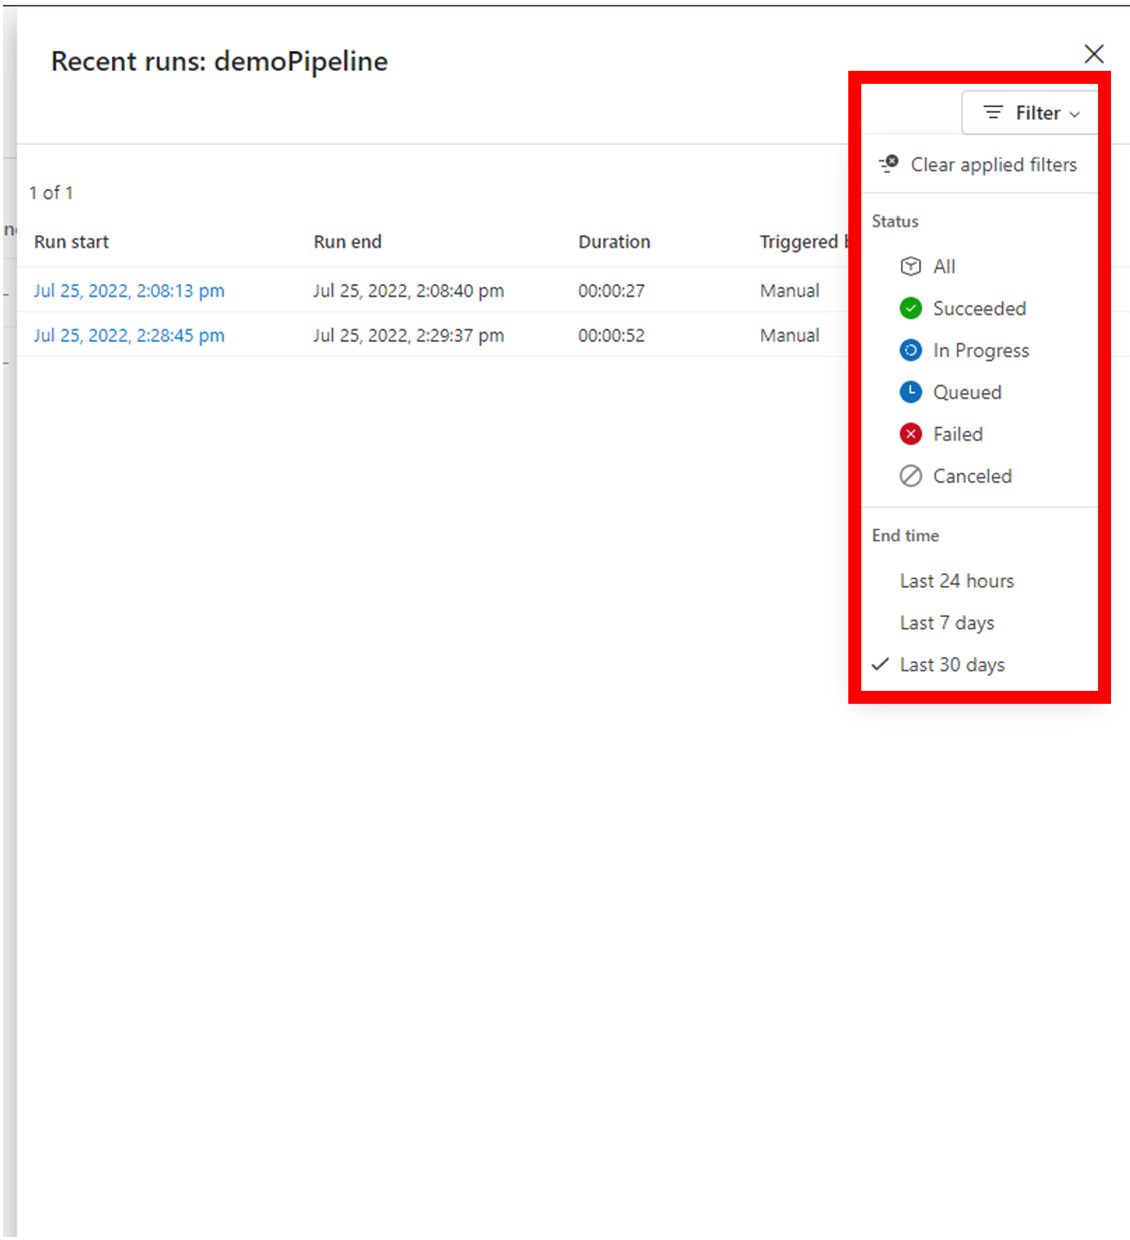 Recent runs: demoPipeline
Filter
Clear applied filters
1 of 1
Run start Run end Duration Triggered
Jul 25, 2022, 2:08:13 pm Jul 25, 2022, 2:08:40 pm 00:00:27 Manual
Jul 25, 2022, 2:28:45 pm Jul 25, 2022, 2:29:37 pm 00:00:52 Manual
Status
All
Succeeded
In Progress
Queued
Failed
Canceled
End time
Last 24 hours
Last 7 days
Last 30 days